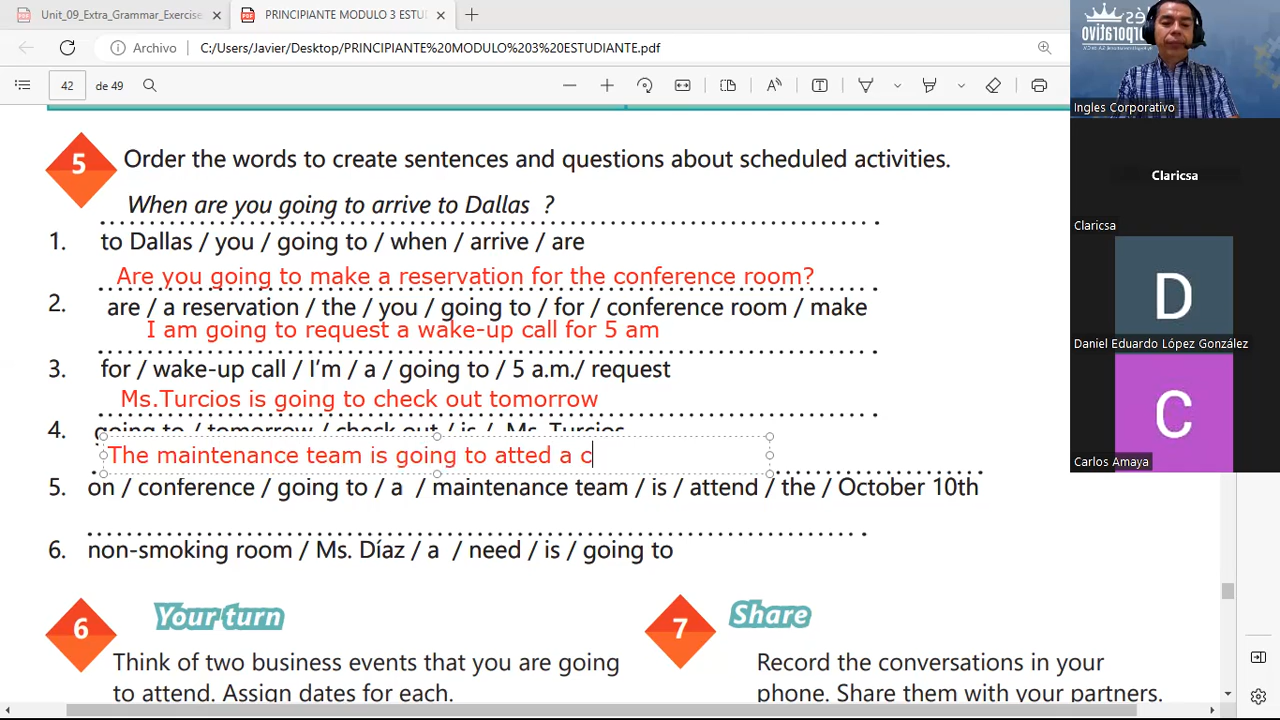 Unit_09_Extra_Grammar_Exercise
PRINCIPIANTE MODULO 3 ESTU
Archivo
C:/Users/Javier/Desktop/PRINCIPIANTE%20MODULO%203%20ESTUDIANTE.pdf
42 de 49
5 Order the words to create sentences and questions about scheduled activities.
When are you going to arrive to Dallas ?
1. to Dallas / you / going to / when / arrive / are
Are you going to make a reservation for the conference room?
2. are / a reservation / the / you / going to / for / conference room / make
I am going to request a wake-up call for 5 am
3. for / wake-up call / I'm / a / going to / 5 a.m./ request
Ms.Turcios is going to check out tomorrow
4. going to / tomorrow / check out / is / Ms. Turcios
The maintenance team is going to atted a c
5. on / conference / going to / a / maintenance team / is / attend / the / October 10th
6. non-smoking room / Ms. Díaz / a / need / is / going to
6 Your turn
Think of two business events that you are going
to attend. Assign dates for each.
7 Share
Record the conversations in your
phone. Share them with your partners.
Ingles Corporativo
Claricsa
Claricsa
D
Daniel Eduardo López González
C
Carlos Amaya